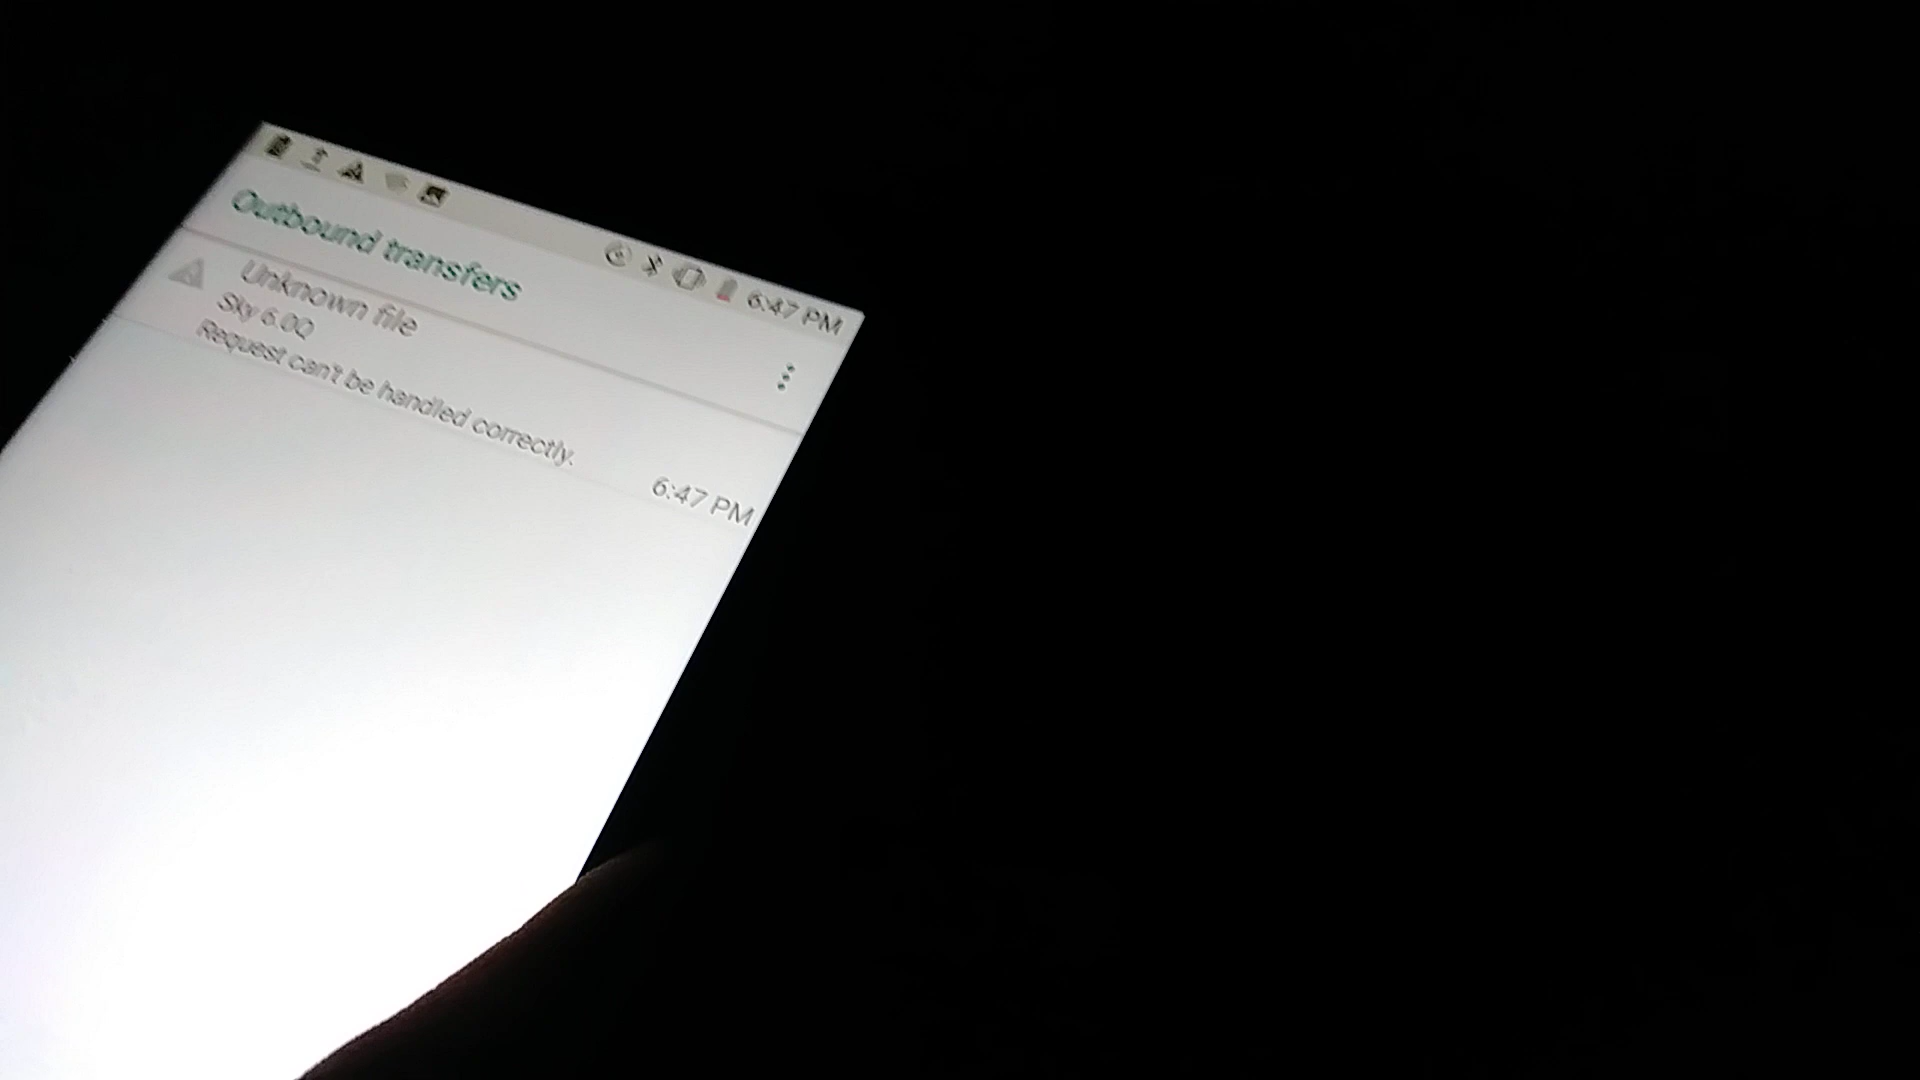 6:47 PM
Outbound transfers
Unknown file
Sky 6.0Q
Request can't be handled correctly.
6:47 PM